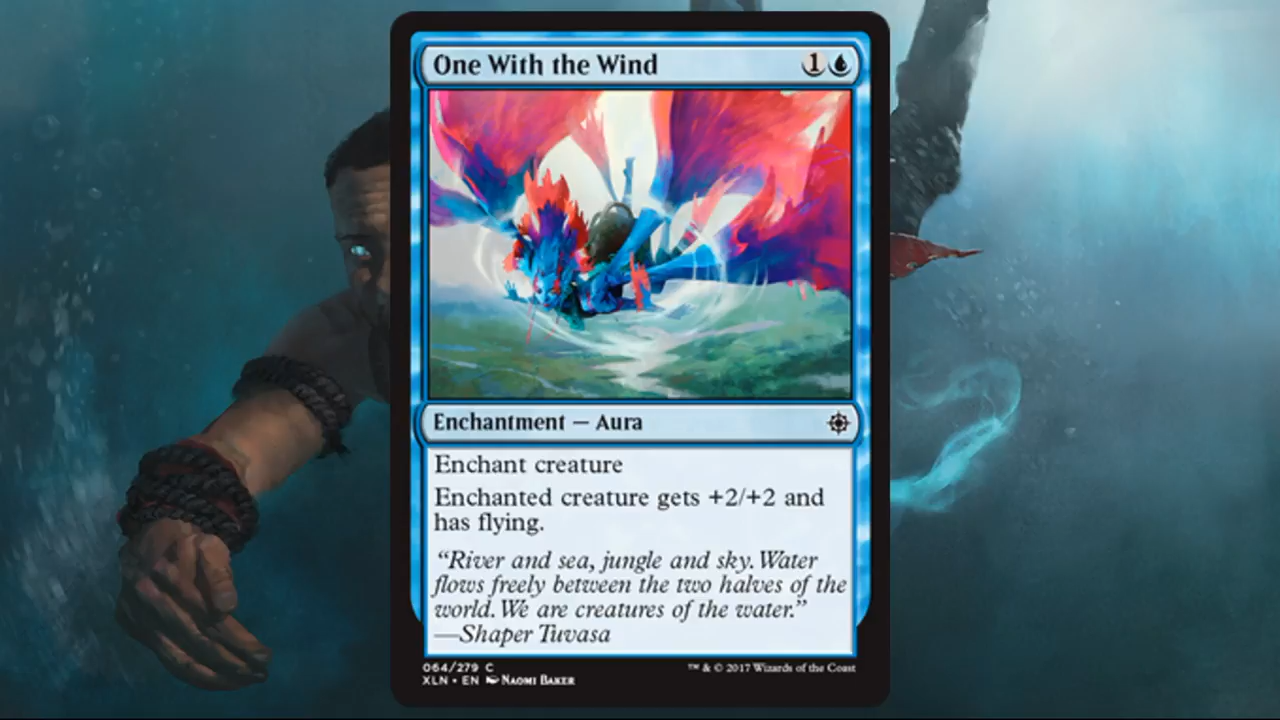 One With the Wind 1
Enchantment — Aura
Enchant creature
Enchanted creature gets +2/+2 and
has flying.
“River and sea, jungle and sky. Water
flows freely between the two halves of the
world. We are creatures of the water.”
—Shaper Tuvasa
064/279 C
™ & © 2017 Wizards of the Coast
XLN • EN Naomi Baker